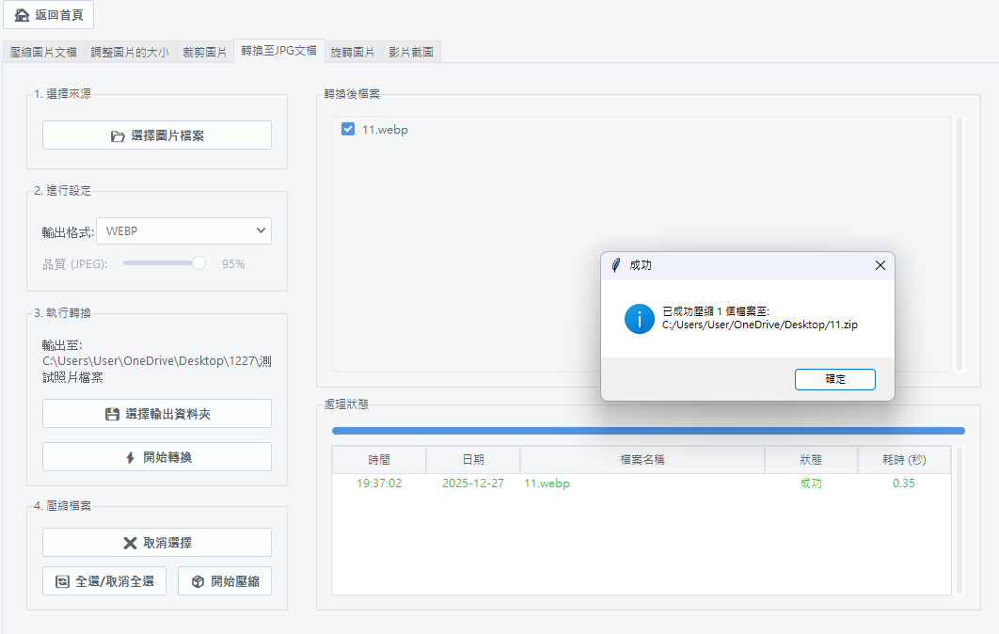 返回首頁
壓縮圖片文檔 調整圖片的大小 裁剪圖片 轉換至JPG文檔 旋轉圖片 影片截圖
1. 選擇來源
選擇圖片檔案
2. 進行設定
輸出格式: WEBP
品質 (JPEG): 95%
3. 執行轉換
輸出至:
C:\Users\User\OneDrive\Desktop\1227\測
試照片檔案
選擇輸出資料夾
開始轉換
4. 壓縮檔案
取消選擇
全選/取消全選 開始壓縮
轉換後檔案
11.webp
成功
已成功壓縮 1 個檔案至:
C:/Users/User/OneDrive/Desktop/11.zip
確定
處理狀態
時間 日期 檔案名稱 狀態 耗時 (秒)
19:37:02 2025-12-27 11.webp 成功 0.35